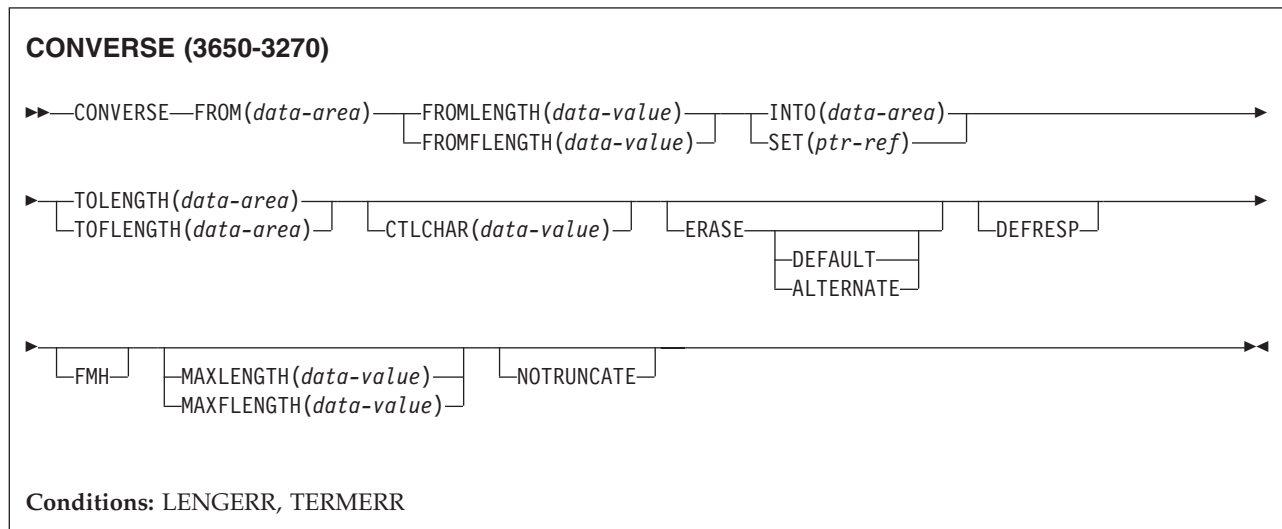 CONVERSE (3650-3270)
CONVERSE FROM(data-area) FROMLENGTH(data-value) INTO(data-area)
FROMFLENGTH(data-value) SET(ptr-ref)
TOLENGTH(data-area)
TOFLENGTH(data-area) CTLCHAR(data-value) ERASE DEFRESP
DEFAULT
ALTERNATE
FMH MAXLENGTH(data-value) NOTRUNCATE
MAXFLENGTH(data-value)
Conditions: LENGERR, TERMERR